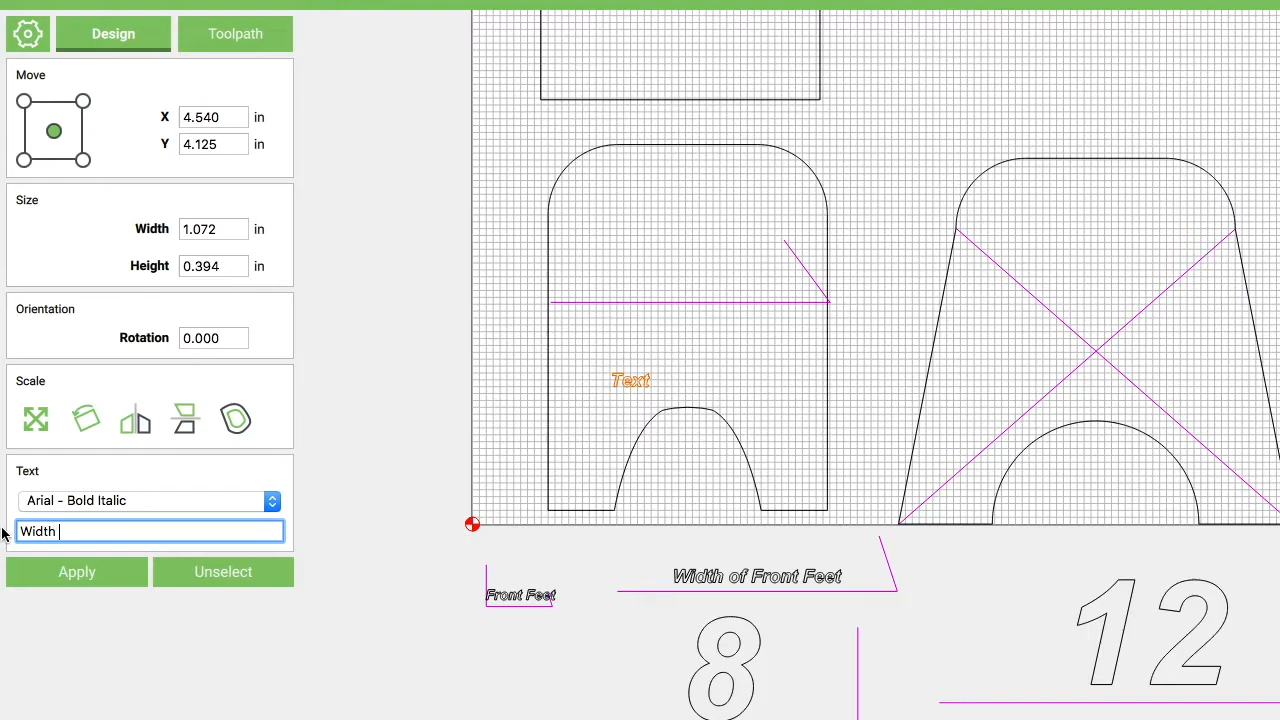 Design
Toolpath
Move
X 4.540 in
Y 4.125 in
Size
Width 1.072 in
Height 0.394 in
Orientation
Rotation 0.000
Scale
Text
Arial - Bold Italic
Width
Apply
Unselect
Text
Width of Front Feet
Front Feet
8
12